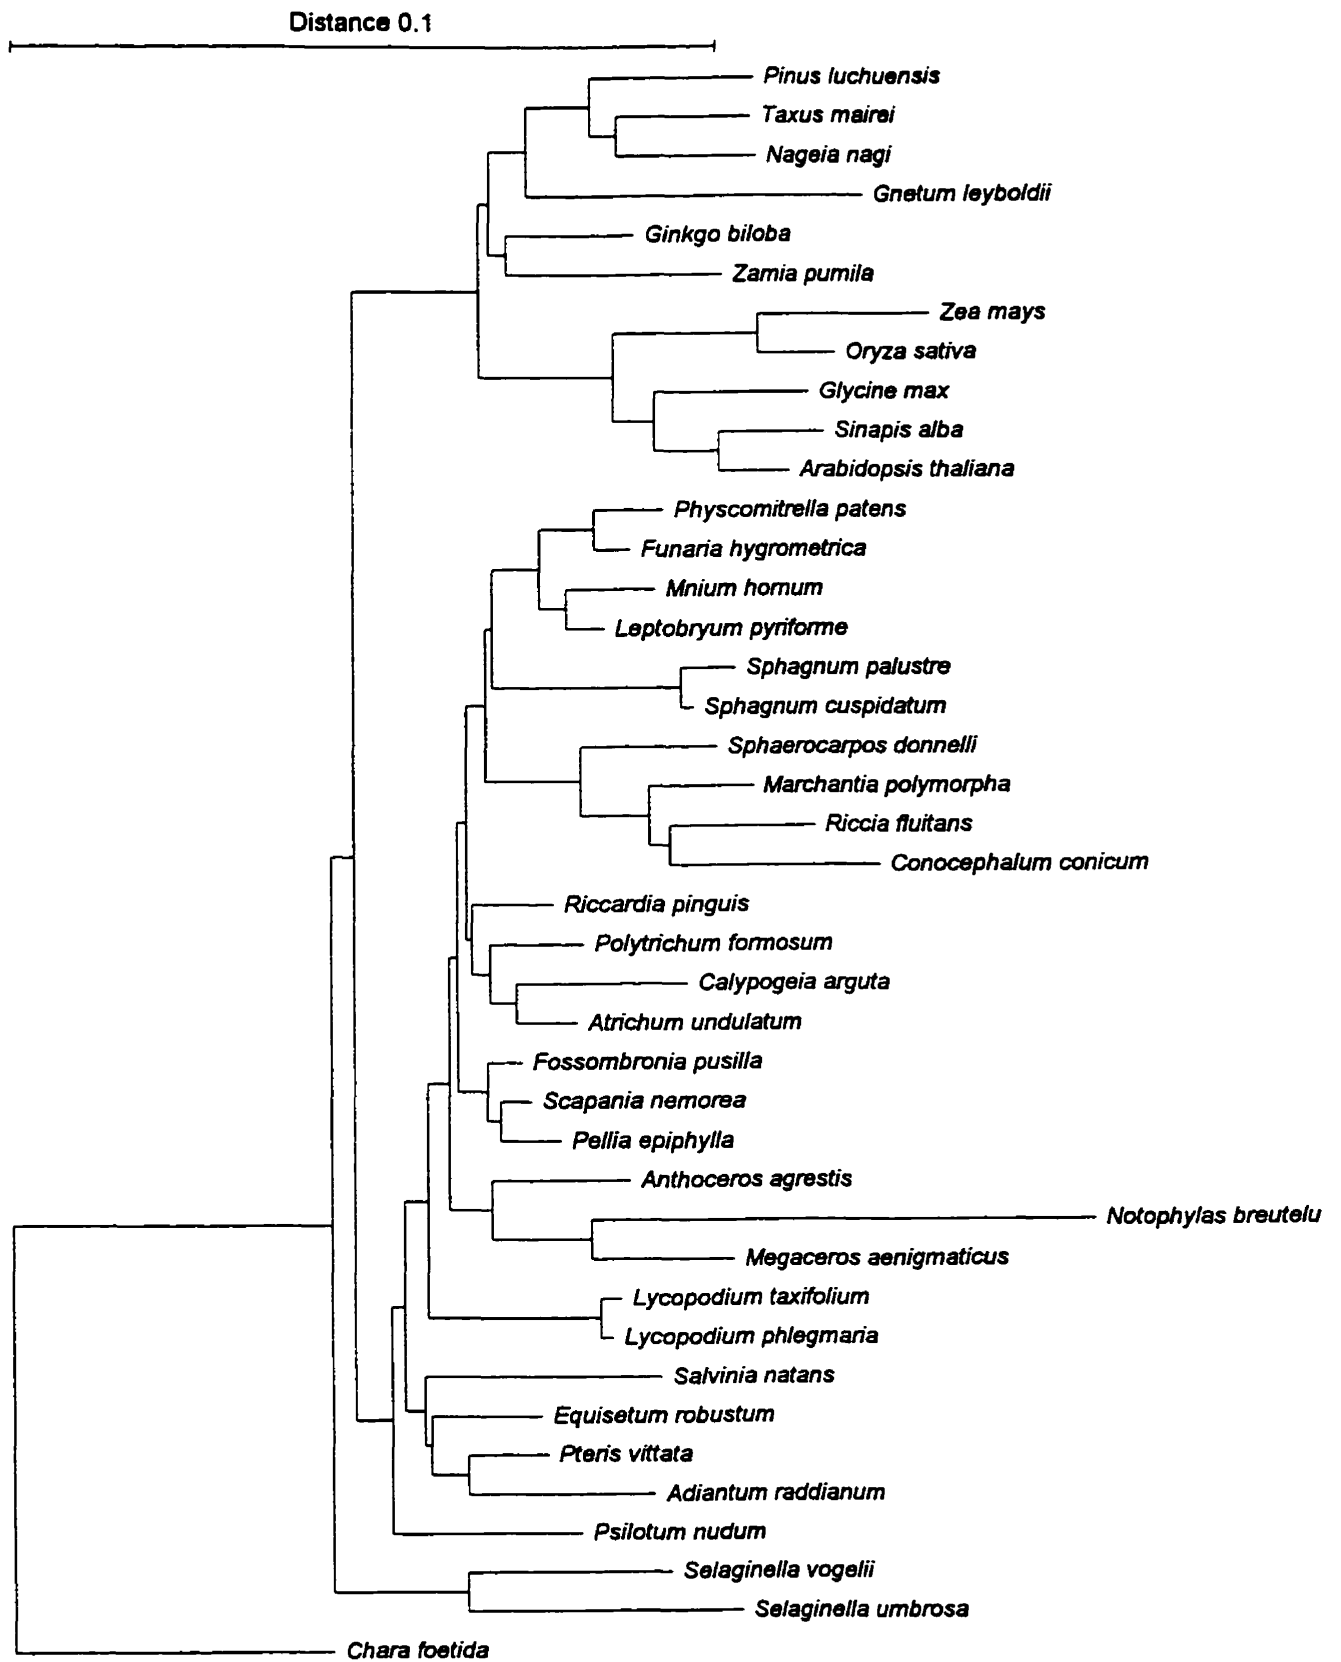 Distance 0.1
Pinus luchuensis
Taxus mairei
Nageia nagi
Gnetum leyboldii
Ginkgo biloba
Zamia pumila
Zea mays
Oryza sativa
Glycine max
Sinapis alba
Arabidopsis thaliana
Physcomitrella patens
Funaria hygrometrica
Mnium hornum
Leptobryum pyriforme
Sphagnum palustre
Sphagnum cuspidatum
Sphaerocarpos donnelli
Marchantia polymorpha
Riccia fluitans
Conocephalum conicum
Riccardia pinguis
Polytrichum formosum
Calypogeia arguta
Atrichum undulatum
Fossombronia pusilla
Scapania nemorea
Pellia epiphylla
Anthoceros agrestis
Notophylas breutelu
Megaceros aenigmaticus
Lycopodium taxifolium
Lycopodium phlegmaria
Salvinia natans
Equisetum robustum
Pteris vittata
Adiantum raddianum
Psilotum nudum
Selaginella vogelii
Selaginella umbrosa
Chara foetida